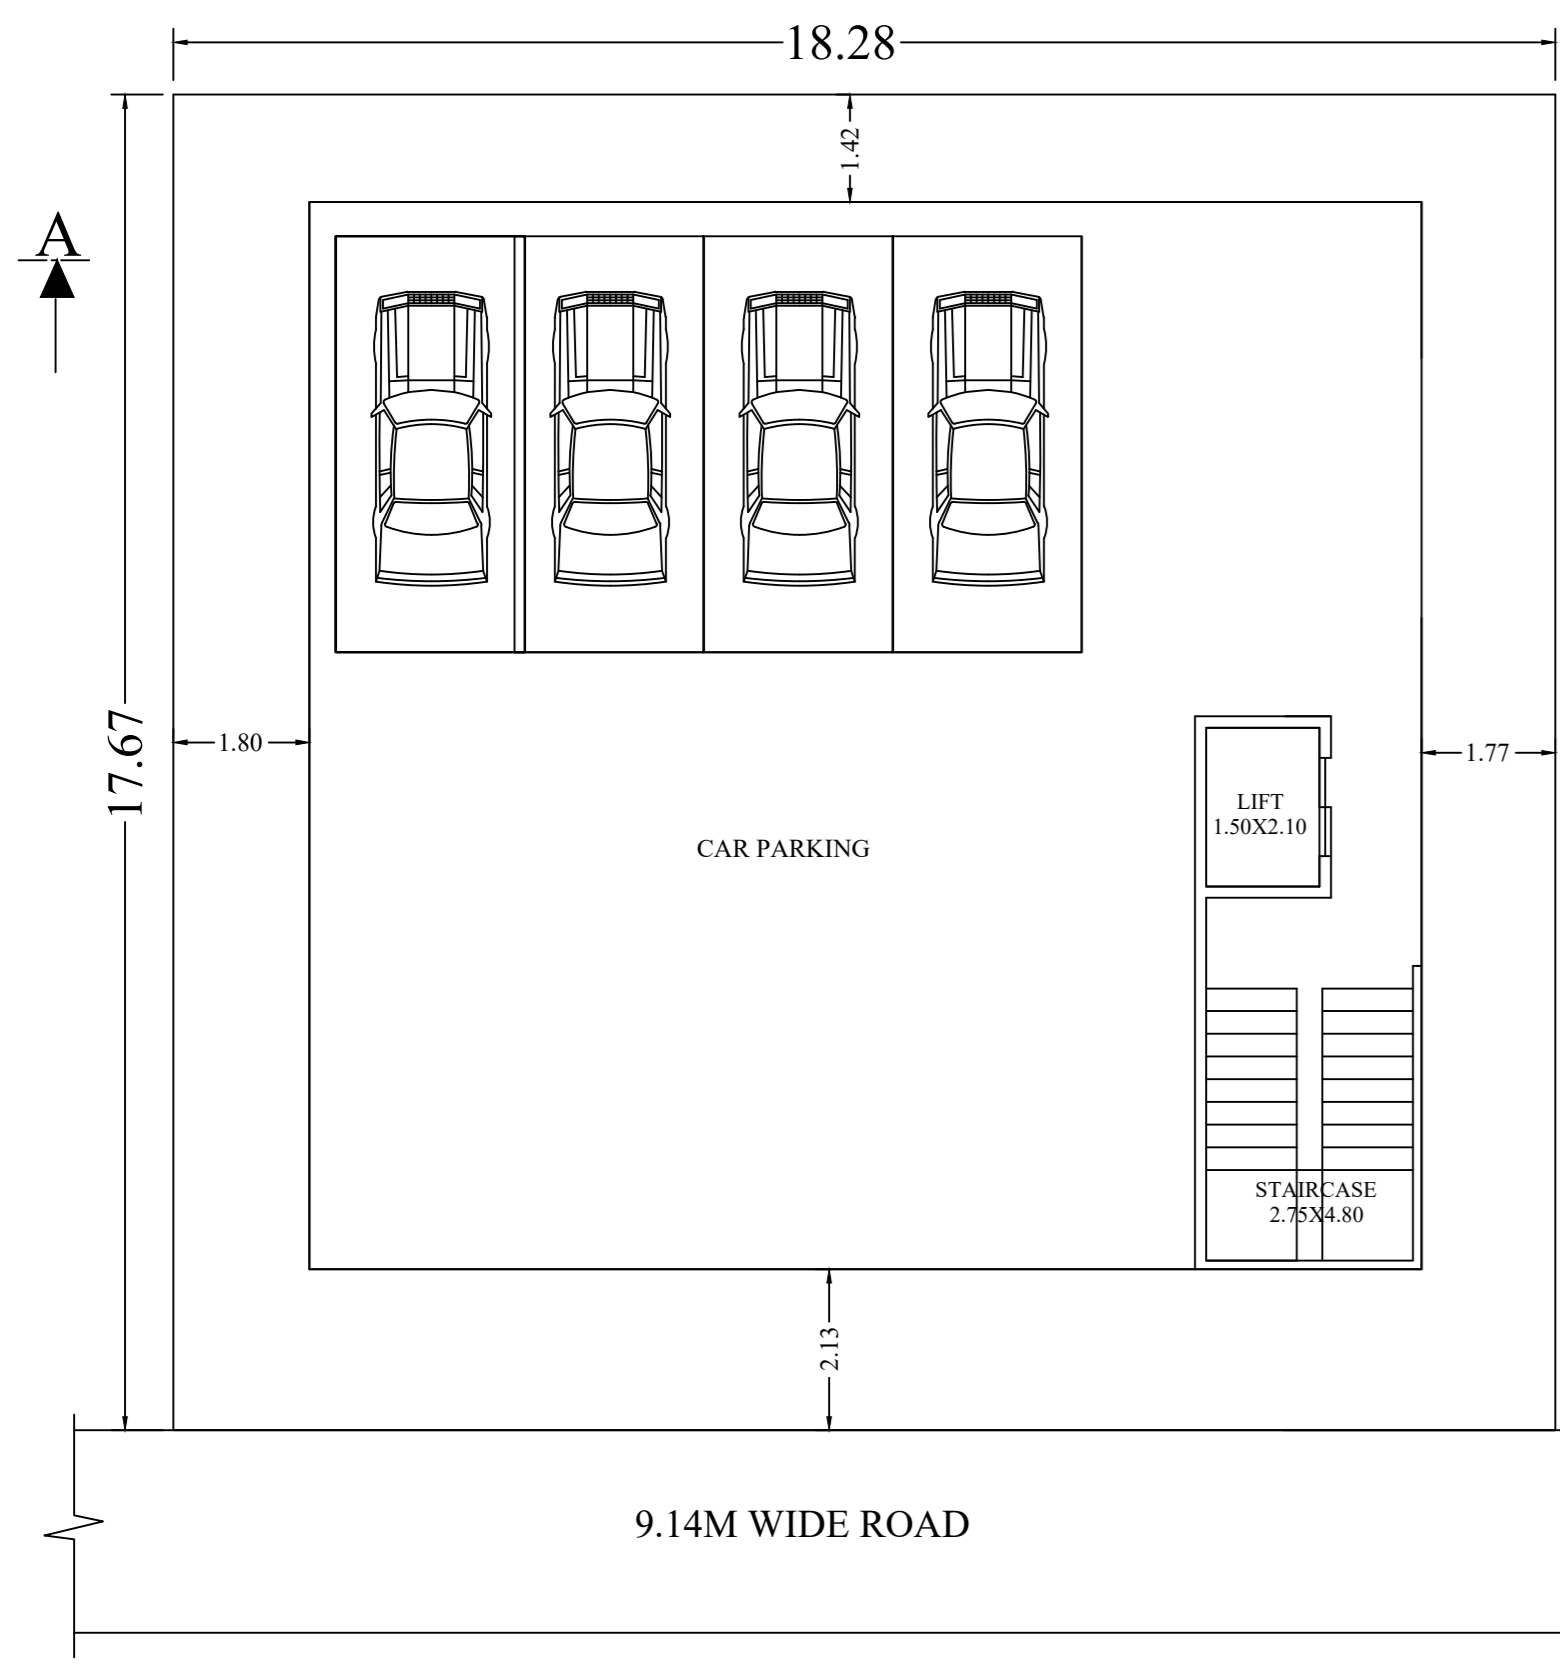 18.28
1.42
A
17.67
1.80
1.77
LIFT
1.50X2.10
CAR PARKING
STAIRCASE
2.75X4.80
2.13
9.14M WIDE ROAD